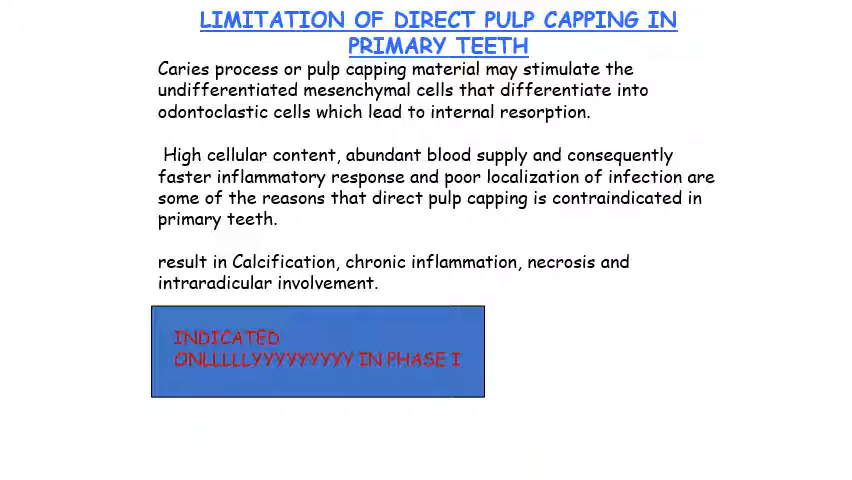 LIMITATION OF DIRECT PULP CAPPING IN
PRIMARY TEETH
Caries process or pulp capping material may stimulate the
undifferentiated mesenchymal cells that differentiate into
odontoclastic cells which lead to internal resorption.
High cellular content, abundant blood supply and consequently
faster inflammatory response and poor localization of infection are
some of the reasons that direct pulp capping is contraindicated in
primary teeth.
result in Calcification, chronic inflammation, necrosis and
intraradicular involvement.
INDICATED
ONLLLLLYYYYYYYYY IN PHASE I